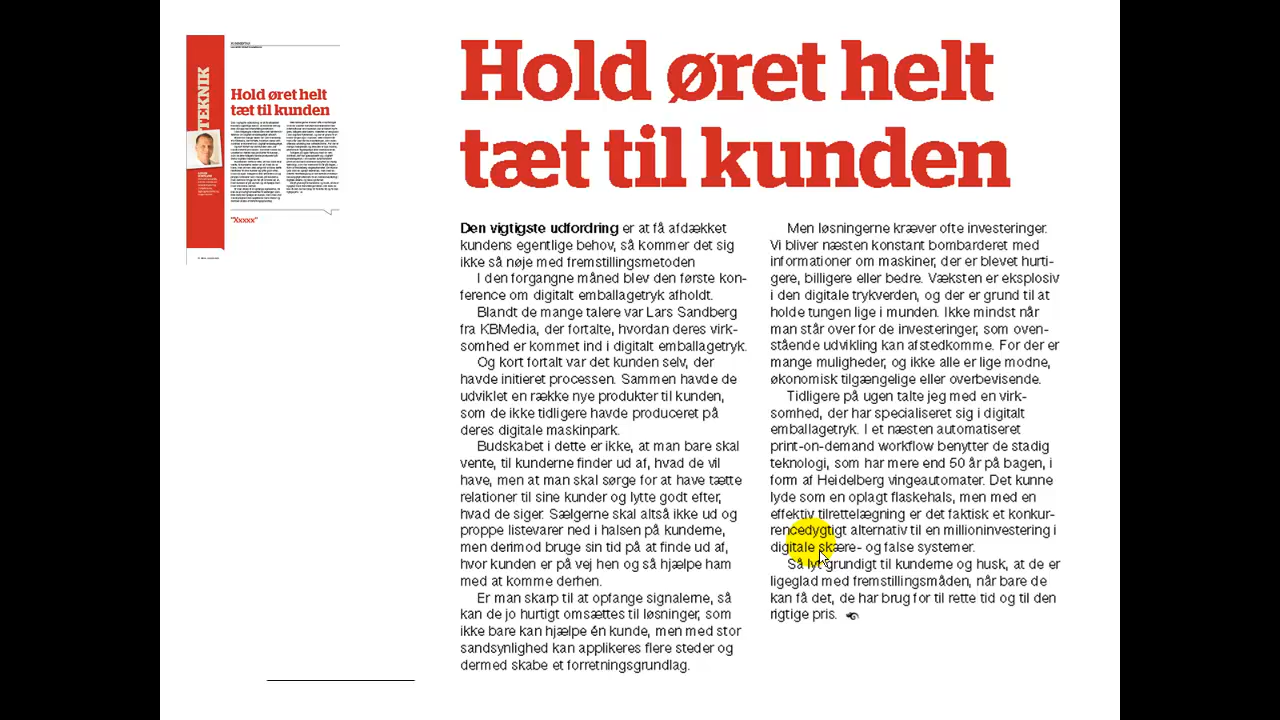 TEKNIK
Hold øret helt
tæt til kunden
"Xxxxx"
Hold øret helt
tæt til kunden
Den vigtigste udfordring er at få afdækket
kundens egentlige behov, så kommer det sig
ikke så nøje med fremstillingsmetoden
I den forgangne måned blev den første kon-
ference om digitalt emballagetryk afholdt.
Blandt de mange talere var Lars Sandberg
fra KBMedia, der fortalte, hvordan deres virk-
somhed er kommet ind i digitalt emballagetryk.
Og kort fortalt var det kunden selv, der
havde initieret processen. Sammen havde de
udviklet en række nye produkter til kunden,
som de ikke tidligere havde produceret på
deres digitale maskinpark.
Budskabet i dette er ikke, at man bare skal
vente, til kunderne finder ud af, hvad de vil
have, men at man skal sørge for at have tætte
relationer til sine kunder og lytte godt efter,
hvad de siger. Sælgerne skal altså ikke ud og
proppe listevarer ned i halsen på kunderne,
men derimod bruge sin tid på at finde ud af,
hvor kunden er på vej hen og så hjælpe ham
med at komme derhen.
Er man skarp til at opfange signalerne, så
kan de jo hurtigt omsættes til løsninger, som
ikke bare kan hjælpe én kunde, men med stor
sandsynlighed kan applikeres flere steder og
dermed skabe et forretningsgrundlag.
Men løsningerne kræver ofte investeringer.
Vi bliver næsten konstant bombarderet med
informationer om maskiner, der er blevet hurti-
gere, billigere eller bedre. Væksten er eksplosiv
i den digitale trykverden, og der er grund til at
holde tungen lige i munden. Ikke mindst når
man står over for de investeringer, som oven-
stående udvikling kan afstedkomme. For der er
mange muligheder, og ikke alle er lige modne,
økonomisk tilgængelige eller overbevisende.
Tidligere på ugen talte jeg med en virk-
somhed, der har specialiseret sig i digitalt
emballagetryk. I et næsten automatiseret
print-on-demand workflow benytter de stadig
teknologi, som har mere end 50 år på bagen, i
form af Heidelberg vingeautomater. Det kunne
lyde som en oplagt flaskehals, men med en
effektiv tilrettelægning er det faktisk et konkur-
rencedygtigt alternativ til en millioninvestering i
digitale skære- og false systemer.
Så lyt grundigt til kunderne og husk, at de er
ligeglad med fremstillingsmåden, når bare de
kan få det, de har brug for til rette tid og til den
rigtige pris.